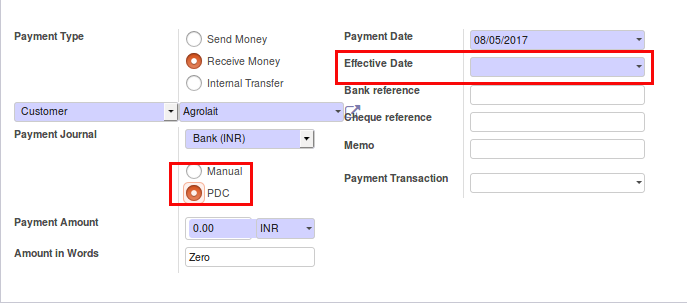 Payment Type
Send Money
Receive Money
Internal Transfer
Customer
Agrolait
Payment Journal
Bank (INR)
Manual
PDC
Payment Amount
0.00
INR
Amount in Words
Zero
Payment Date
08/05/2017
Effective Date
Bank reference
Cheque reference
Memo
Payment Transaction